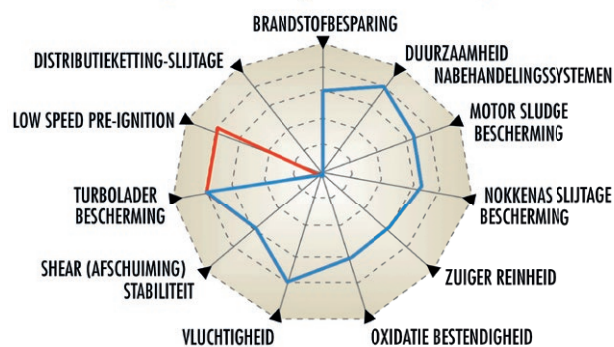 BRANDSTOFBESPARING
DUURZAAMHEID
NABEHANDELINGSSYSTEMEN
MOTOR SLUDGE
BESCHERMING
NOKKENAS SLIJTAGE
BESCHERMING
ZUIGER REINHEID
OXIDATIE BESTENDIGHEID
VLUCHTIGHEID
SHEAR (AFSCHUIMING)
STABILITEIT
TURBOLADER
BESCHERMING
LOW SPEED PRE-IGNITION
DISTRIBUTIEKETTING-SLIJTAGE